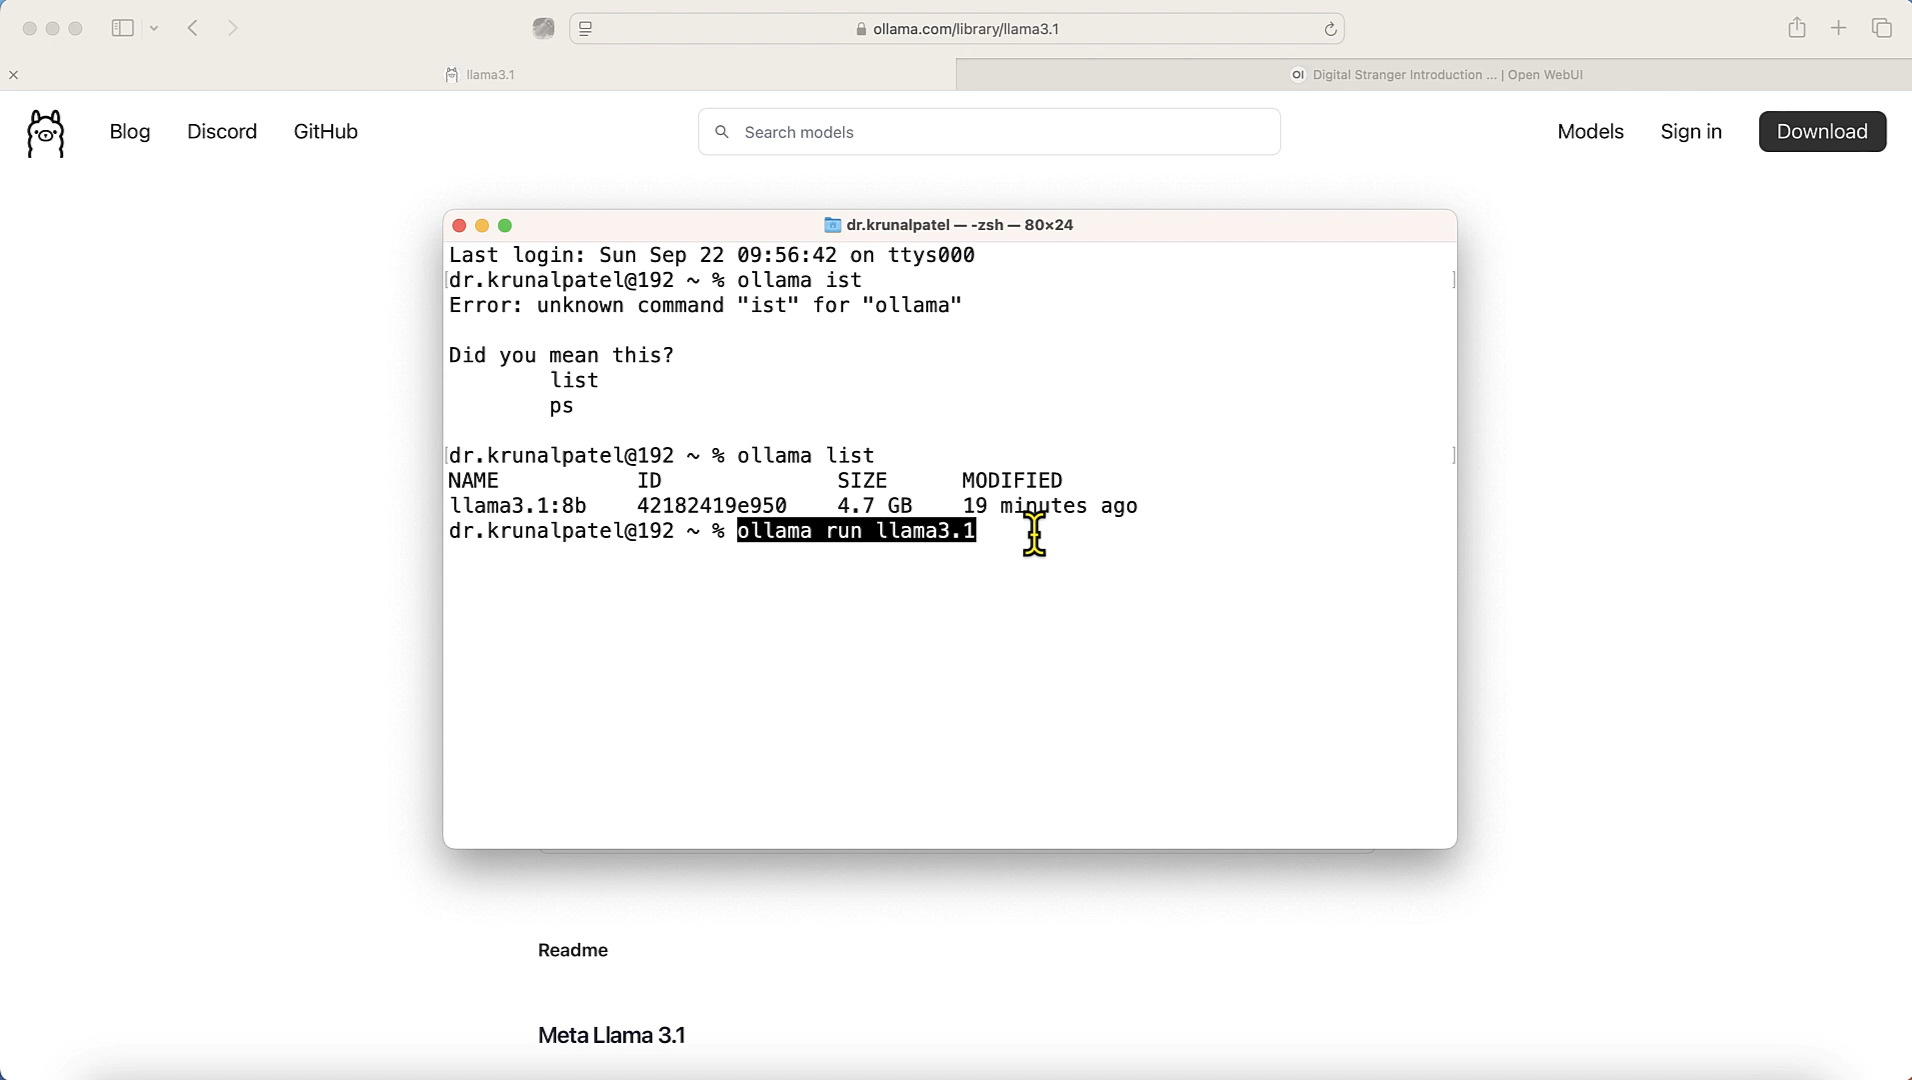 ollama.com/library/llama3.1
llama3.1
OI Digital Stranger Introduction ... | Open WebUI
Blog Discord GitHub
Search models
Models Sign in Download
dr.krunalpatel — -zsh — 80×24
Last login: Sun Sep 22 09:56:42 on ttys000
[dr.krunalpatel@192 ~ % ollama ist ]
Error: unknown command "ist" for "ollama"
Did you mean this?
list
ps
[dr.krunalpatel@192 ~ % ollama list ]
NAME ID SIZE MODIFIED
llama3.1:8b 42182419e950 4.7 GB 19 minutes ago
dr.krunalpatel@192 ~ % ollama run llama3.1
Readme
Meta Llama 3.1